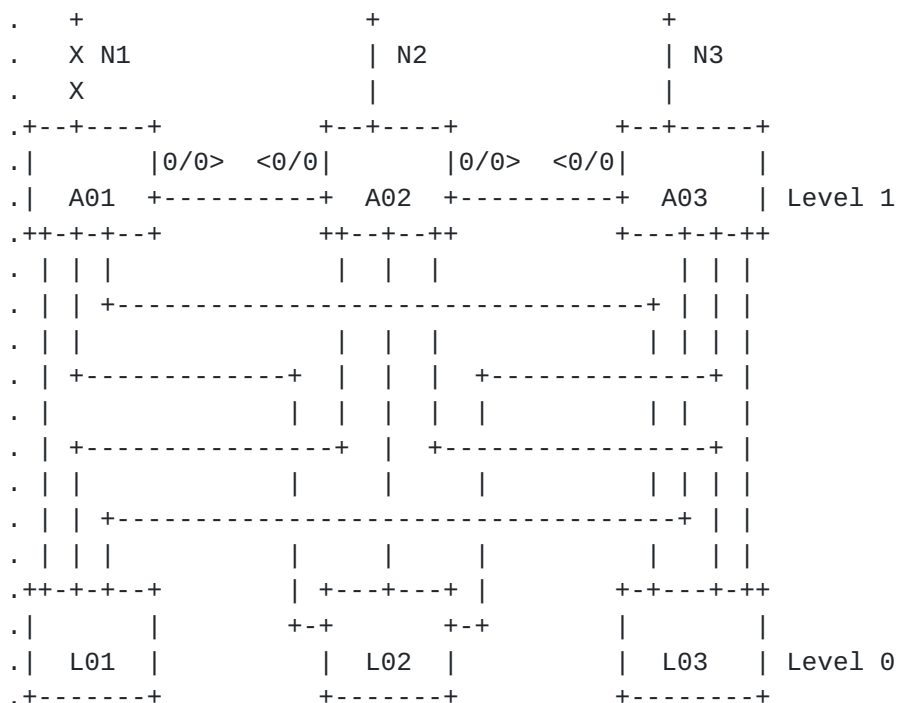 .   +                  +                  +
.   X N1               | N2               | N3
.   X                  |                  |
.+--+----+          +--+----+          +--+-----+
.|       |0/0>  <0/0|       |0/0>  <0/0|        |
.|  A01  +----------+  A02  +----------+  A03   | Level 1
.++-+-+--+          ++--+--++          +---+-+-++
. | | |              |  |  |               | | |
. | | +----------------------------------+ | | |
. | |                |  |  |             | | | |
. | +-------------+  |  |  |  +--------------+ |
. |               |  |  |  |  |          | |   |
. | +----------------+  |  +-----------------+ |
. | |             |     |     |          | | | |
. | | +------------------------------------+ | |
. | | |           |     |     |          |   | |
.++-+-+--+        | +---+---+ |        +-+---+-++
.|       |        +-+       +-+        |        |
.|  L01  |          |  L02  |          |  L03   | Level 0
.+-------+          +-------+          +--------+